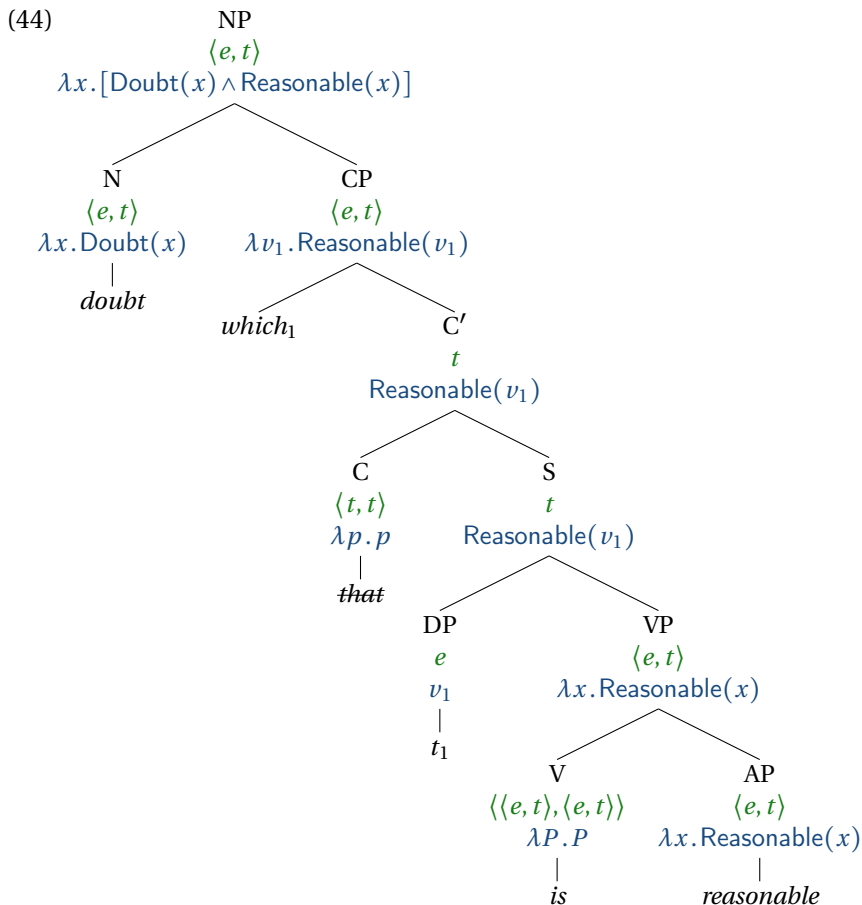 (44)
NP
⟨e, t⟩
λx.[Doubt(x) ∧ Reasonable(x)]
N CP
⟨e, t⟩ ⟨e, t⟩
λx.Doubt(x) λv₁.Reasonable(v₁)
doubt
which₁ C′
t
Reasonable(v₁)
C S
⟨t, t⟩ t
λp.p Reasonable(v₁)
that
DP VP
e ⟨e, t⟩
v₁ λx.Reasonable(x)
t₁
V AP
⟨⟨e, t⟩,⟨e, t⟩⟩ ⟨e, t⟩
λP.P λx.Reasonable(x)
is reasonable